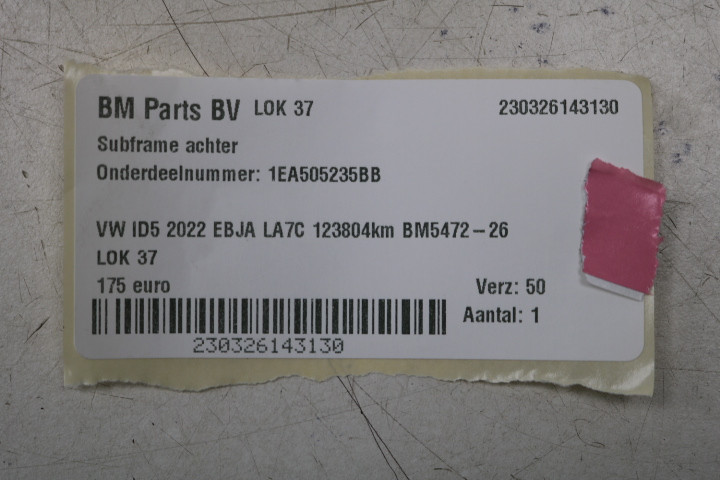 BM Parts BV LOK 37 230326143130
Subframe achter
Onderdeelnummer: 1EA505235BB
VW ID5 2022 EBJA LA7C 123804km BM5472-26
LOK 37
175 euro Verz: 50
Aantal: 1
230326143130